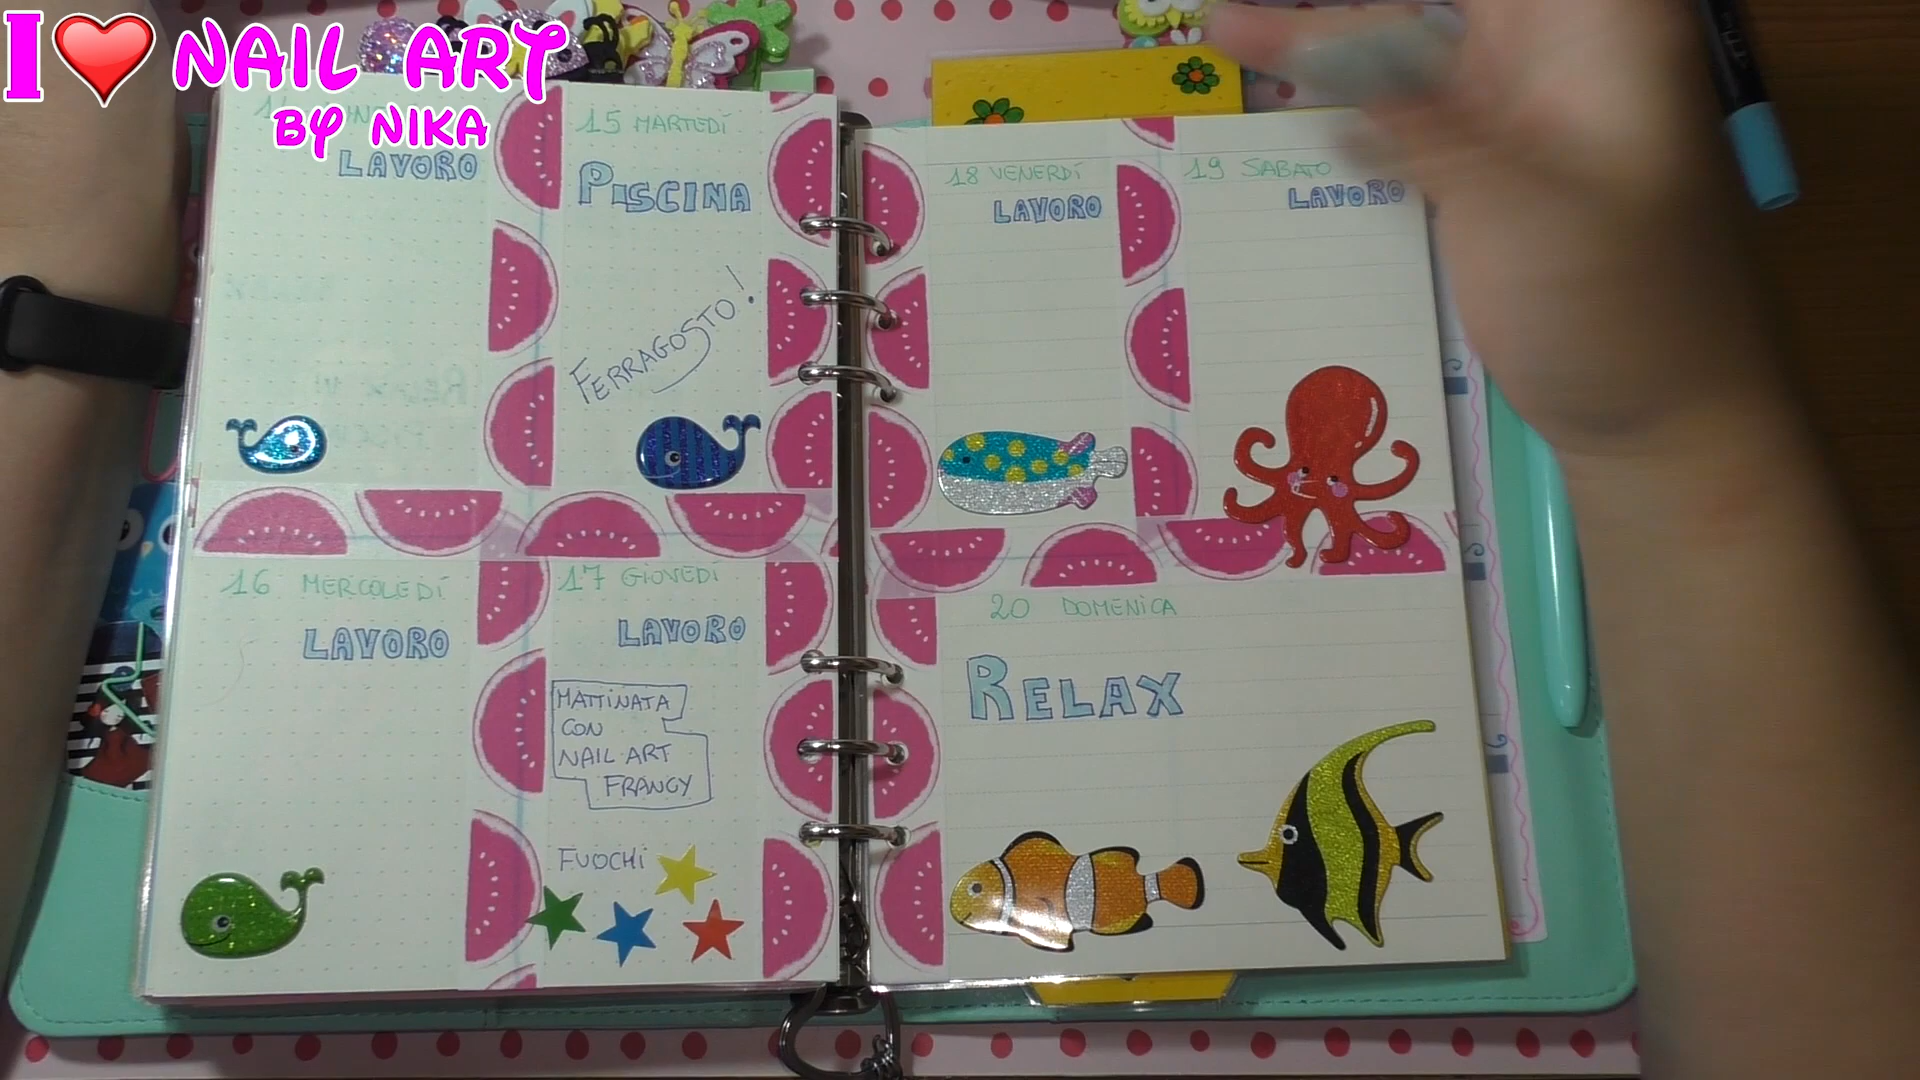 I ❤ NAIL ART
BY NIKA
LAVORO
15 MARTEDÌ
PISCINA
FERRAGOSTO!
16 MERCOLEDÌ
LAVORO
17 GIOVEDÌ
LAVORO
MATTINATA
CON
NAIL ART
FRANCY
FUOCHI
18 VENERDÌ
LAVORO
19 SABATO
LAVORO
20 DOMENICA
RELAX